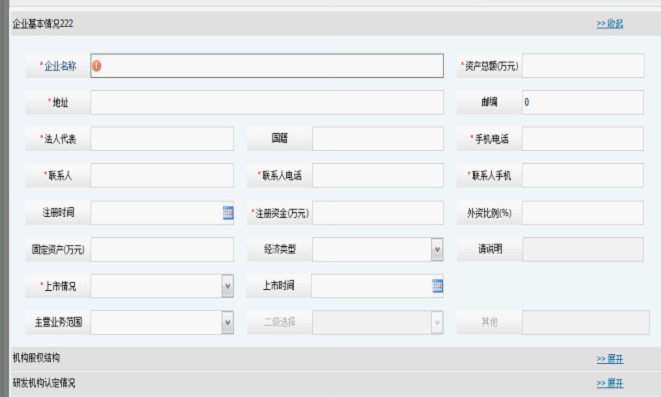 企业基本情况222 >>收起
*企业名称 *资产总额(万元)
*地址 邮编 0
*法人代表 国籍 *手机/电话
*联系人 *联系人电话 *联系人手机
注册时间 *注册资金(万元) 外资比例(%)
固定资产(万元) 经济类型 请说明
*上市情况 上市时间
主营业务范围 二级选择 其他
机构股权结构 >>展开
研发机构认定情况 >>展开